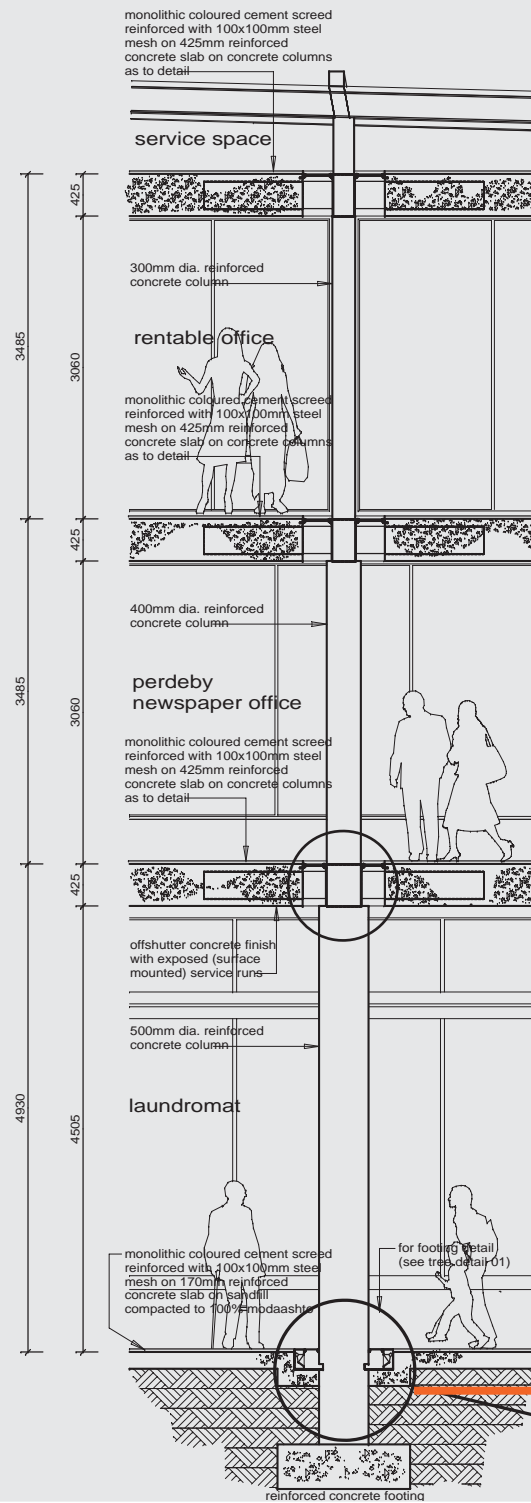 monolithic coloured cement screed
reinforced with 100x100mm steel
mesh on 425mm reinforced
concrete slab on concrete columns
as to detail
service space
425
300mm dia. reinforced
concrete column
3485
3060
rentable office
monolithic coloured cement screed
reinforced with 100x100mm steel
mesh on 425mm reinforced
concrete slab on concrete columns
as to detail
425
400mm dia. reinforced
concrete column
3485
3060
perdeby
newspaper office
monolithic coloured cement screed
reinforced with 100x100mm steel
mesh on 425mm reinforced
concrete slab on concrete columns
as to detail
425
offshutter concrete finish
with exposed (surface
mounted) service runs
500mm dia. reinforced
concrete column
4930
4505
laundromat
for footing detail
(see tree detail 01)
monolithic coloured cement screed
reinforced with 100x100mm steel
mesh on 170mm reinforced
concrete slab on sandfill
compacted to 100% modaashto
reinforced concrete footing